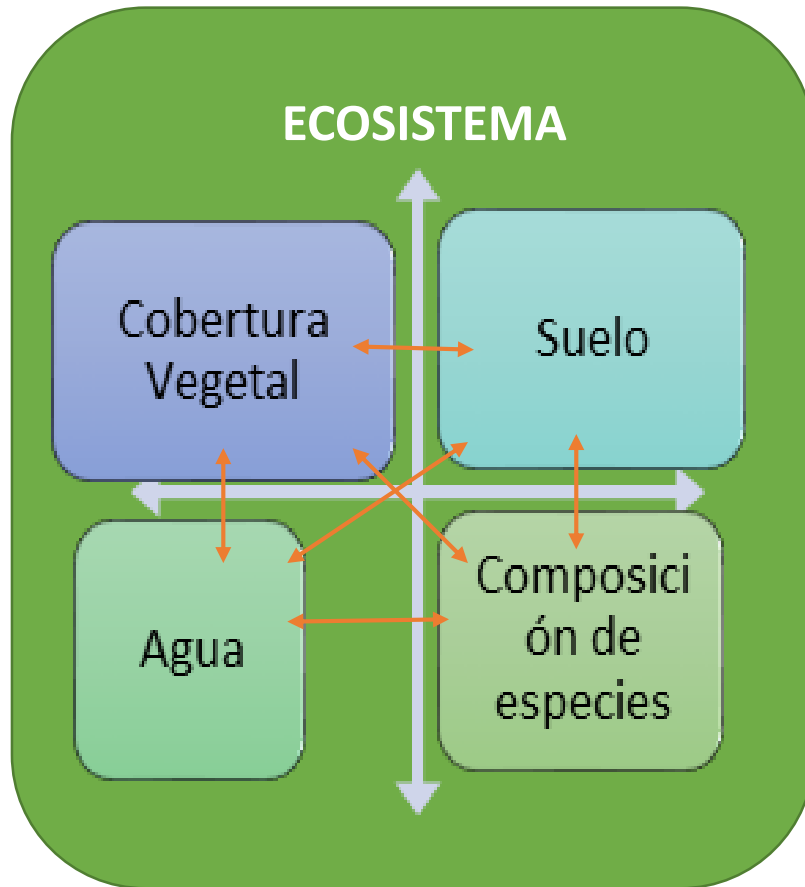 ECOSISTEMA
Cobertura
Vegetal
Suelo
Agua
Composici
ón de
especies